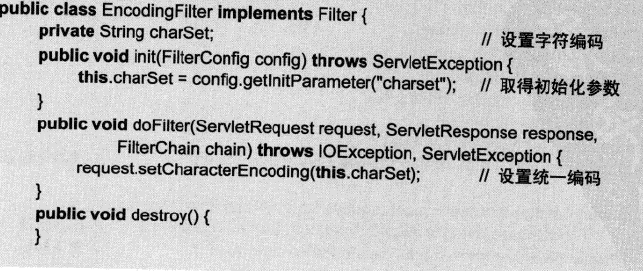 public class EncodingFilter implements Filter {
private String charSet; // 设置字符编码
public void init(FilterConfig config) throws ServletException {
this.charSet = config.getInitParameter("charset"); // 取得初始化参数
}
public void doFilter(ServletRequest request, ServletResponse response,
FilterChain chain) throws IOException, ServletException {
request.setCharacterEncoding(this.charSet); // 设置统一编码
}
public void destroy() {
}